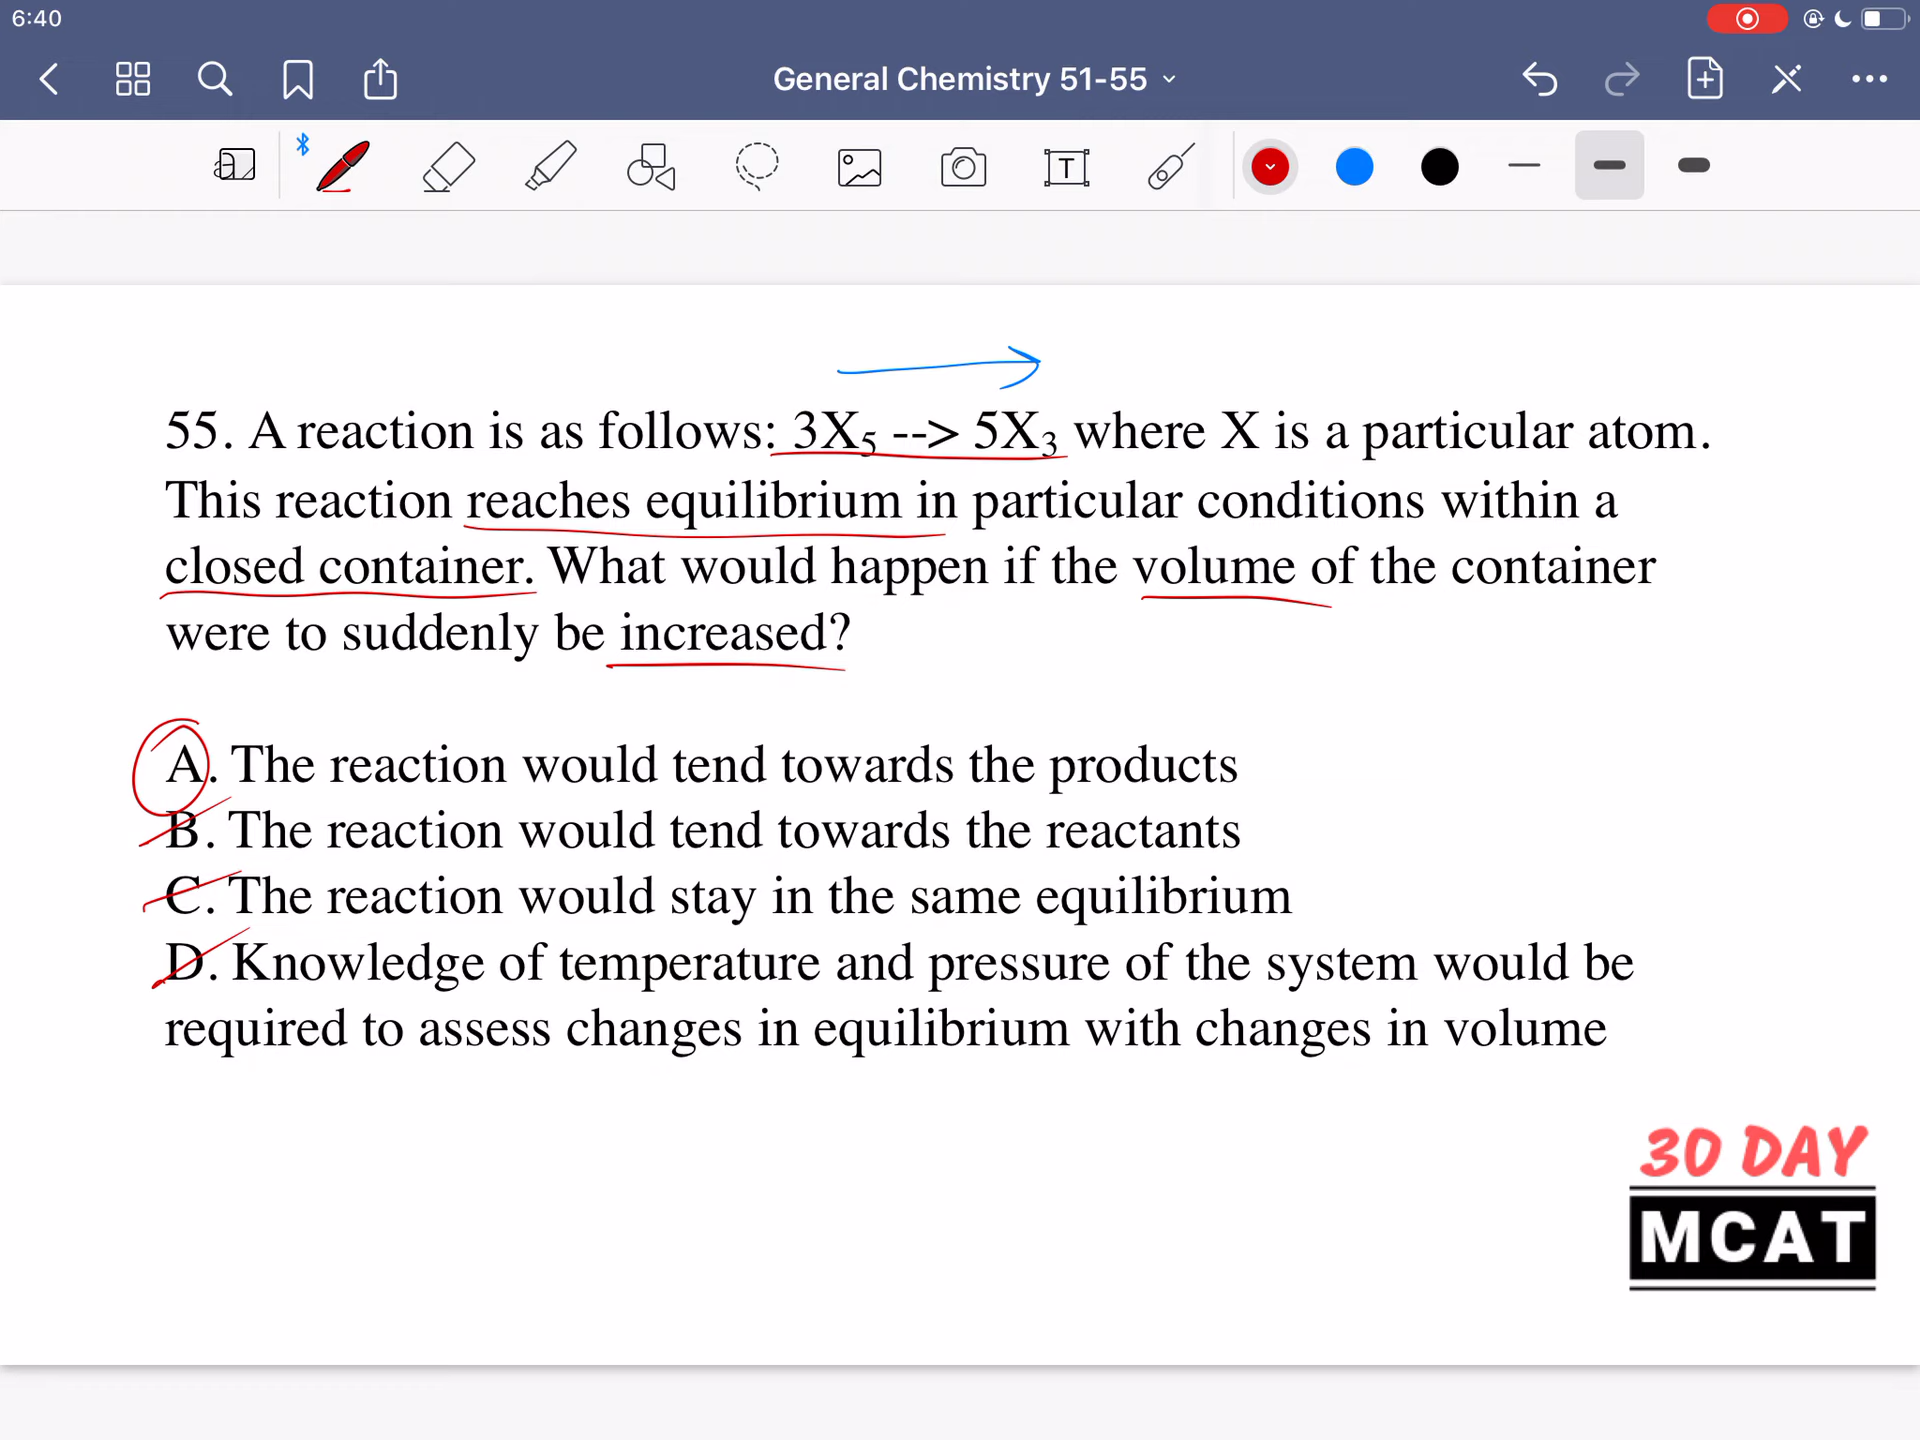 6:40
General Chemistry 51-55
a
T
55. A reaction is as follows: 3X₅ --> 5X₃ where X is a particular atom.
This reaction reaches equilibrium in particular conditions within a
closed container. What would happen if the volume of the container
were to suddenly be increased?
A. The reaction would tend towards the products
B. The reaction would tend towards the reactants
C. The reaction would stay in the same equilibrium
D. Knowledge of temperature and pressure of the system would be
required to assess changes in equilibrium with changes in volume
30 DAY
MCAT